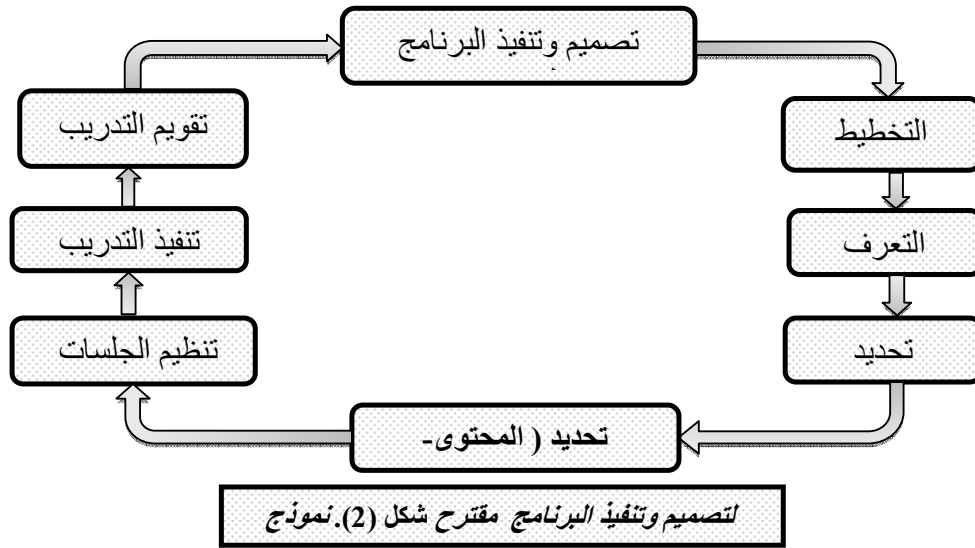 تصميم وتنفيذ البرنامج
التخطيط
التعرف
تحديد
تحديد ( المحتوى-
تنظيم الجلسات
تنفيذ التدريب
تقويم التدريب
لتصميم وتنفيذ البرنامج مقترح شكل (2). نموذج